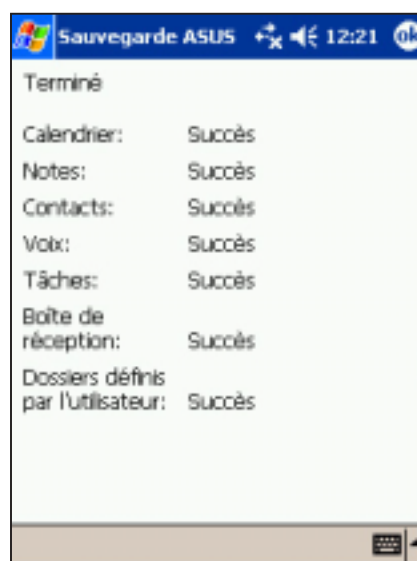 Sauvegarde ASUS 12:21 ok
Terminé
Calendrier: Succès
Notes: Succès
Contacts: Succès
Voix: Succès
Tâches: Succès
Boîte de
réception: Succès
Dossiers définis
par l'utilisateur: Succès